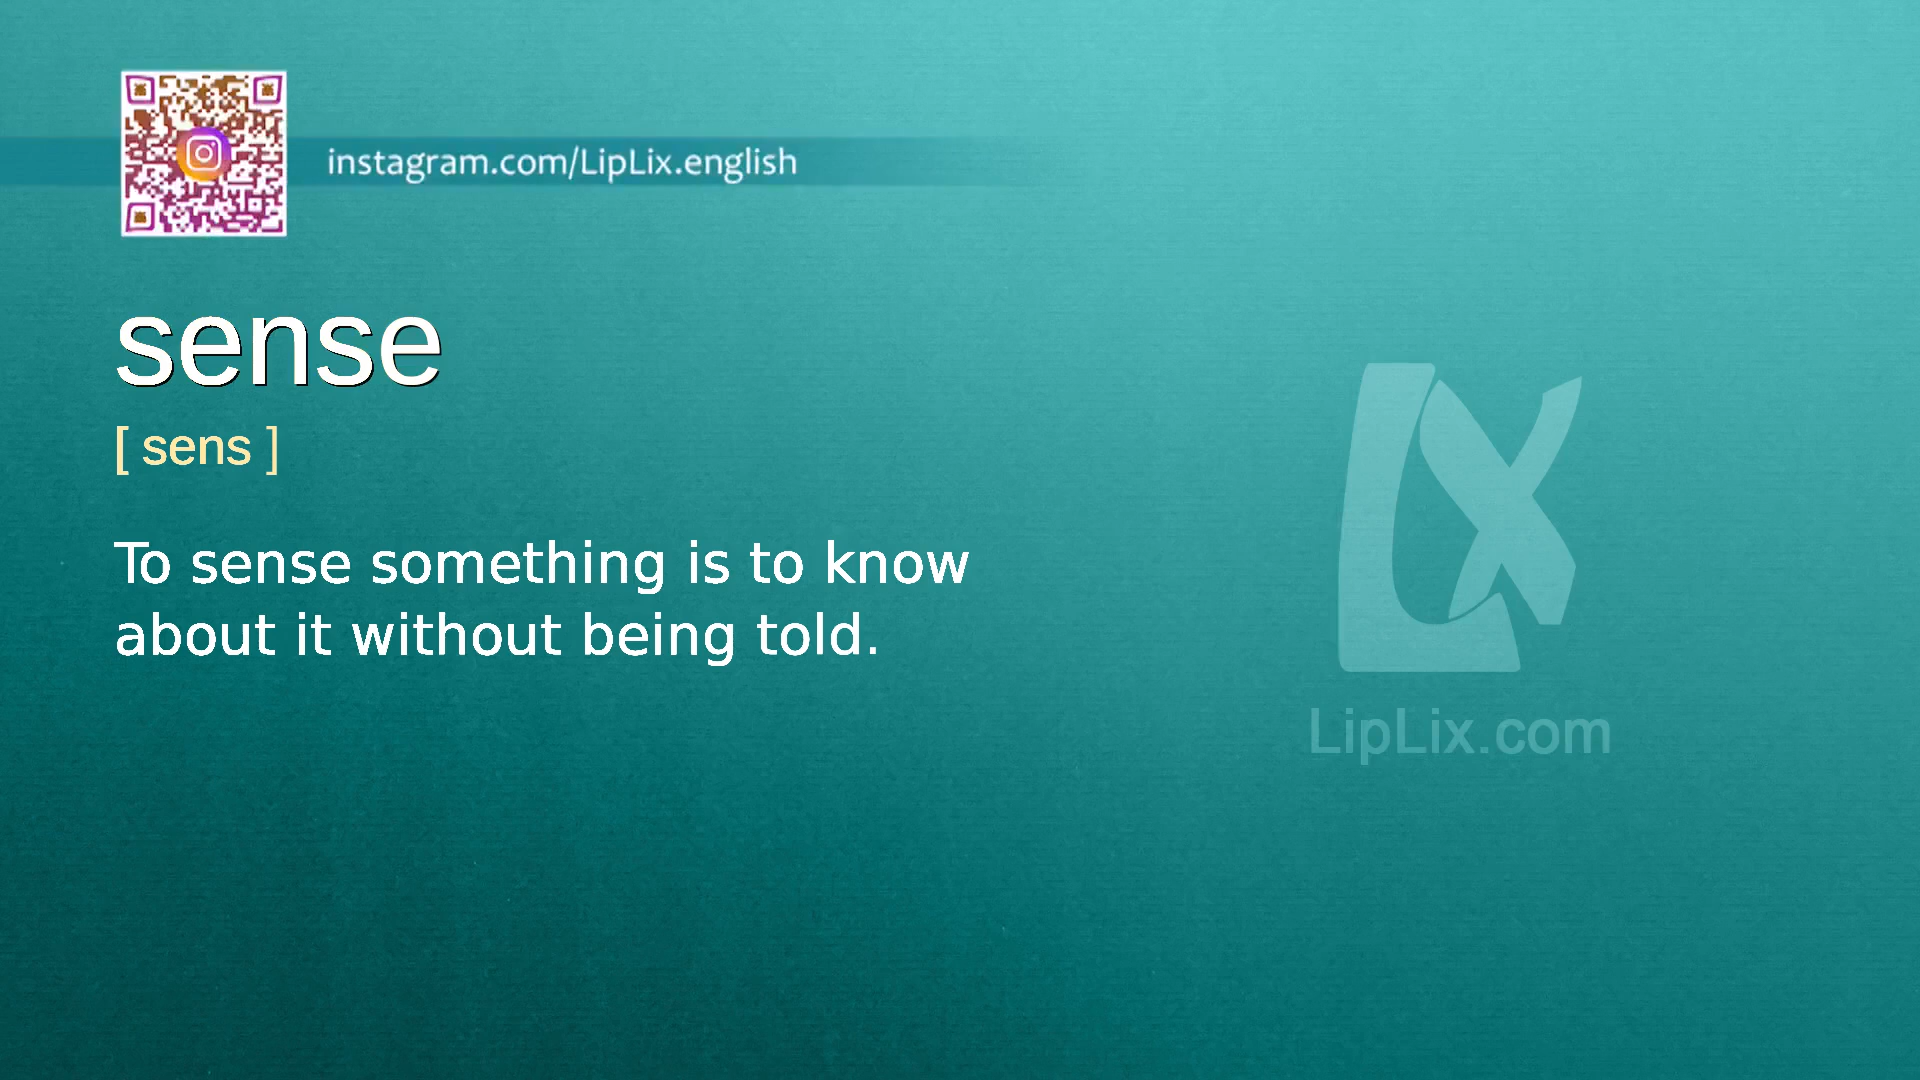 instagram.com/LipLix.english
sense
[ sens ]
To sense something is to know
about it without being told.
LX
LipLix.com